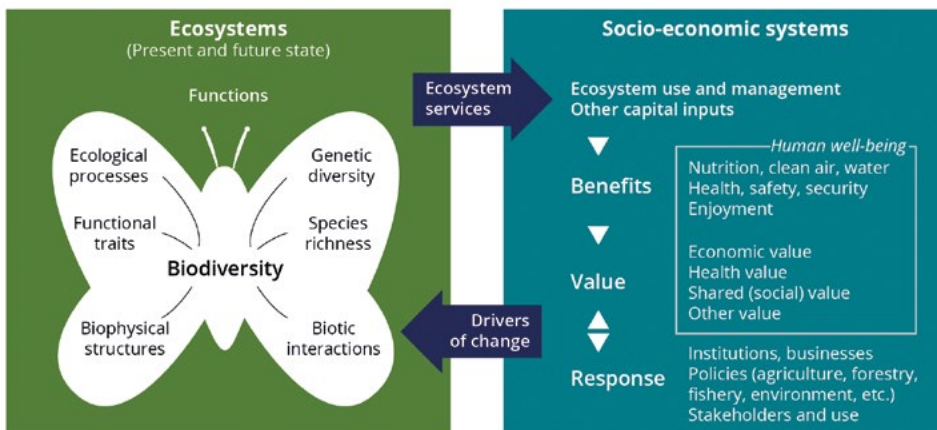 Ecosystems
(Present and future state)
Functions
Ecological
processes
Genetic
diversity
Functional
traits
Species
richness
Biodiversity
Biophysical
structures
Biotic
interactions
Ecosystem
services
Drivers
of change
Socio-economic systems
Ecosystem use and management
Other capital inputs
Human well-being
Benefits
Nutrition, clean air, water
Health, safety, security
Enjoyment
Value
Economic value
Health value
Shared (social) value
Other value
Response
Institutions, businesses
Policies (agriculture, forestry,
fishery, environment, etc.)
Stakeholders and use